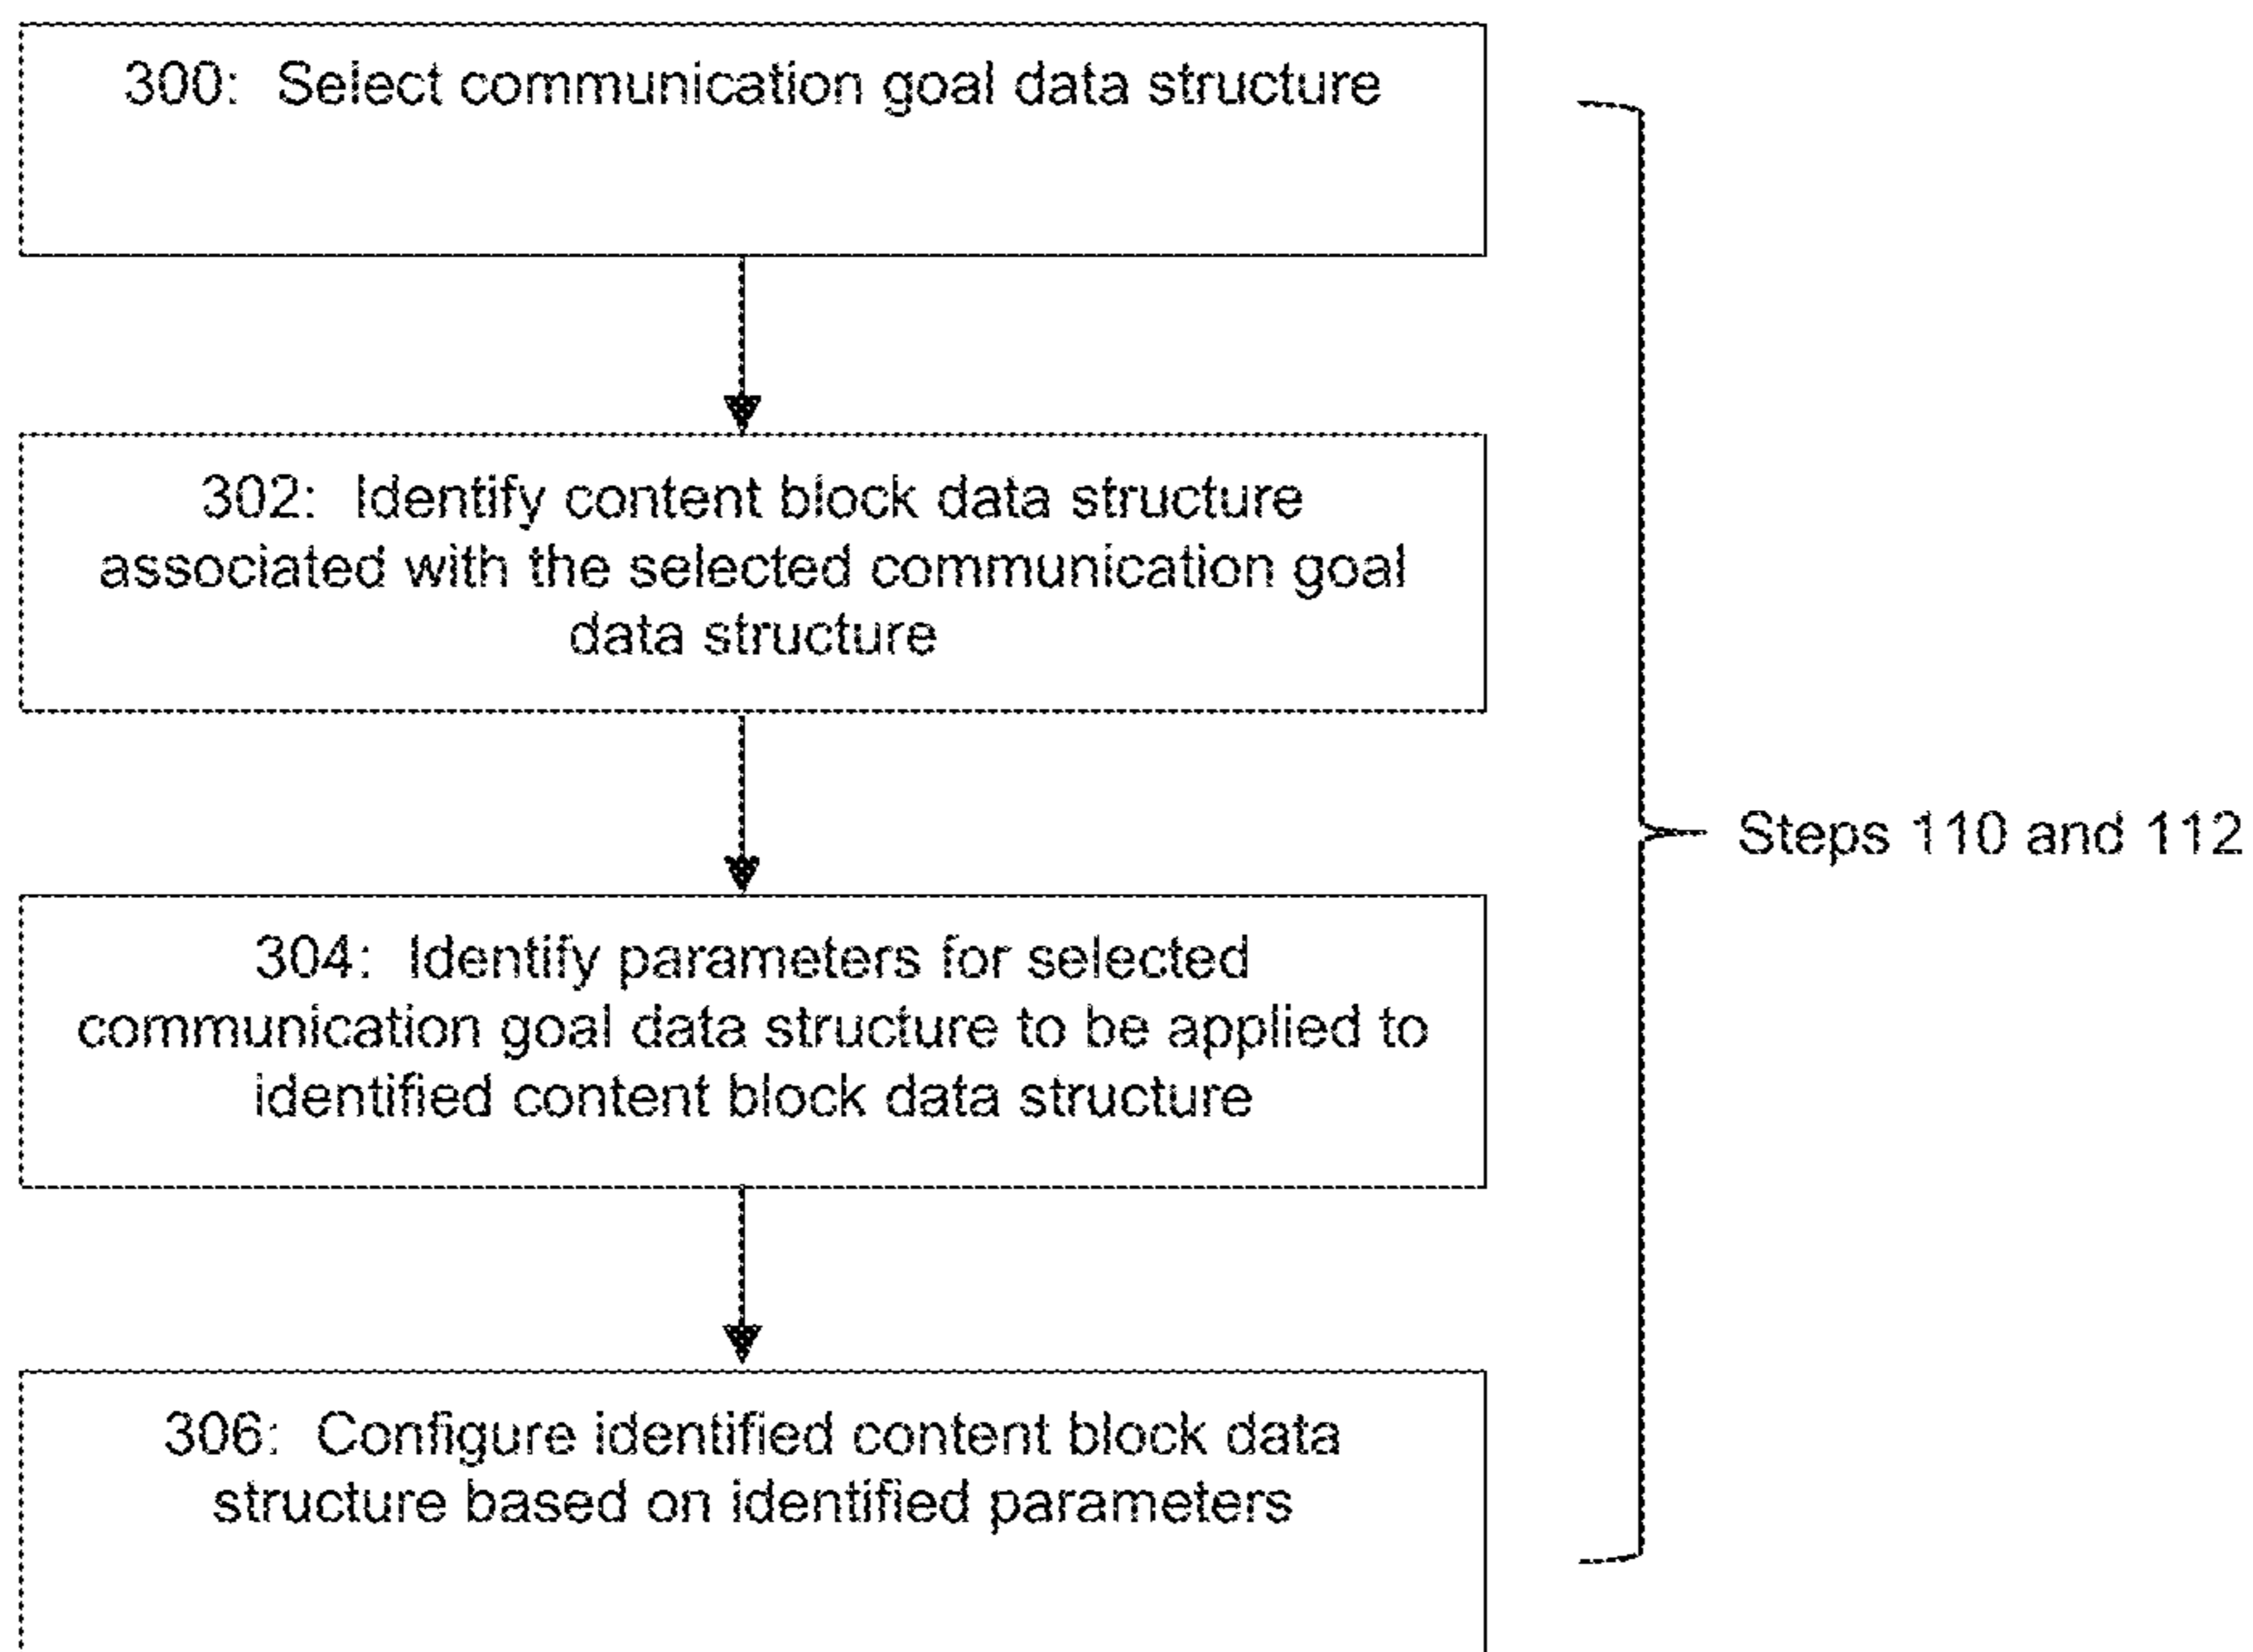 300: Select communication goal data structure
302: Identify content block data structure
associated with the selected communication goal
data structure
304: Identify parameters for selected
communication goal data structure to be applied to
identified content block data structure
306: Configure identified content block data
structure based on identified parameters
Steps 110 and 112